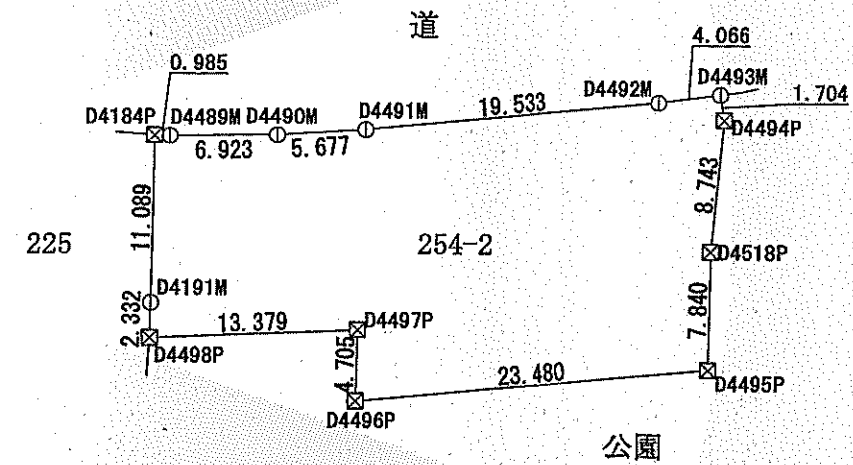 道
4.066
0.985
D4493M
D4492M
1.704
D4184P
D4489M
D4490M
D4491M
19.533
D4494P
6.923
5.677
8.743
11.089
225
254-2
D4518P
D4191M
2.332
13.379
D4497P
7.840
D4498P
4.705
23.480
D4495P
D4496P
公園